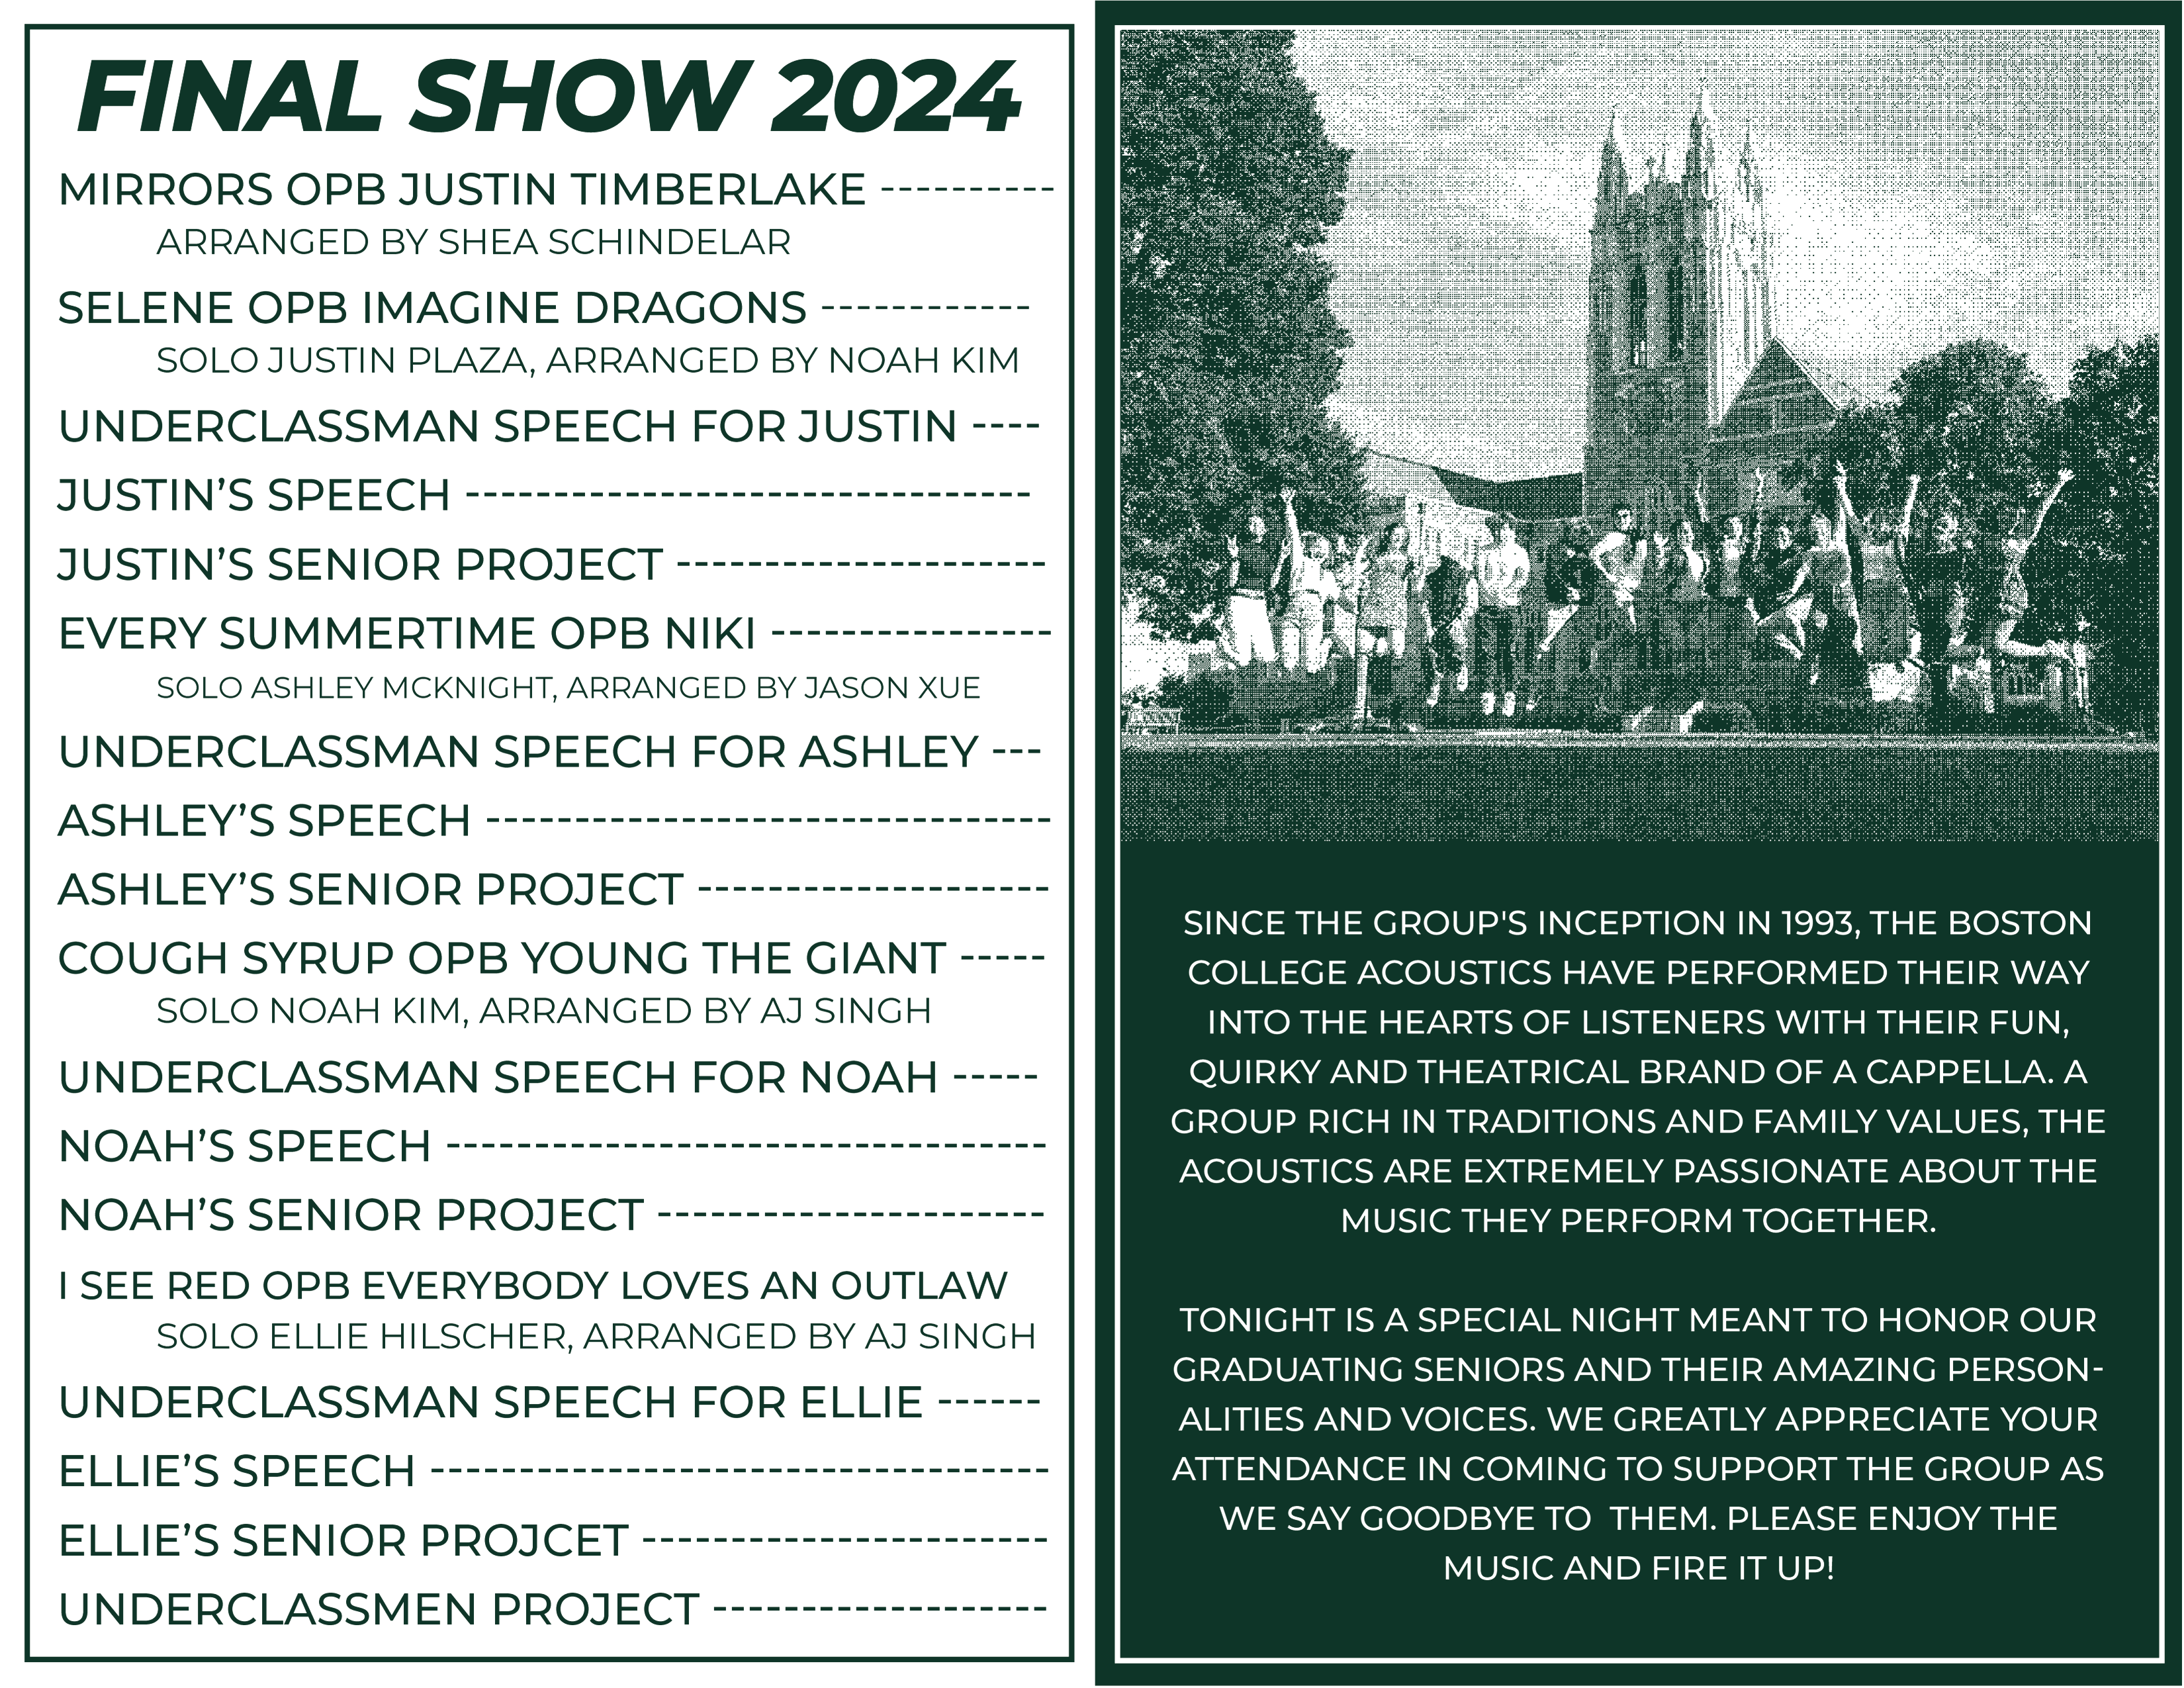 FINAL SHOW 2024
MIRRORS OPB JUSTIN TIMBERLAKE ----------
ARRANGED BY SHEA SCHINDELAR
SELENE OPB IMAGINE DRAGONS ------------
SOLO JUSTIN PLAZA, ARRANGED BY NOAH KIM
UNDERCLASSMAN SPEECH FOR JUSTIN ----
JUSTIN’S SPEECH --------------------------------
JUSTIN’S SENIOR PROJECT ---------------------
EVERY SUMMERTIME OPB NIKI ----------------
SOLO ASHLEY MCKNIGHT, ARRANGED BY JASON XUE
UNDERCLASSMAN SPEECH FOR ASHLEY ---
ASHLEY’S SPEECH --------------------------------
ASHLEY’S SENIOR PROJECT --------------------
COUGH SYRUP OPB YOUNG THE GIANT -----
SOLO NOAH KIM, ARRANGED BY AJ SINGH
UNDERCLASSMAN SPEECH FOR NOAH -----
NOAH’S SPEECH ----------------------------------
NOAH’S SENIOR PROJECT ----------------------
I SEE RED OPB EVERYBODY LOVES AN OUTLAW
SOLO ELLIE HILSCHER, ARRANGED BY AJ SINGH
UNDERCLASSMAN SPEECH FOR ELLIE ------
ELLIE’S SPEECH -----------------------------------
ELLIE’S SENIOR PROJCET -----------------------
UNDERCLASSMEN PROJECT -------------------
SINCE THE GROUP'S INCEPTION IN 1993, THE BOSTON
COLLEGE ACOUSTICS HAVE PERFORMED THEIR WAY
INTO THE HEARTS OF LISTENERS WITH THEIR FUN,
QUIRKY AND THEATRICAL BRAND OF A CAPPELLA. A
GROUP RICH IN TRADITIONS AND FAMILY VALUES, THE
ACOUSTICS ARE EXTREMELY PASSIONATE ABOUT THE
MUSIC THEY PERFORM TOGETHER.
TONIGHT IS A SPECIAL NIGHT MEANT TO HONOR OUR
GRADUATING SENIORS AND THEIR AMAZING PERSON-
ALITIES AND VOICES. WE GREATLY APPRECIATE YOUR
ATTENDANCE IN COMING TO SUPPORT THE GROUP AS
WE SAY GOODBYE TO  THEM. PLEASE ENJOY THE
MUSIC AND FIRE IT UP!